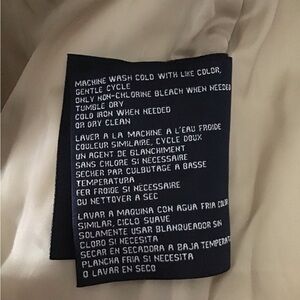 MACHINE WASH COLD WITH LIKE COLOR,
GENTLE CYCLE
ONLY NON-CHLORINE BLEACH WHEN NEEDED
TUMBLE DRY
COLD IRON WHEN NEEDED
OR DRY CLEAN
LAVER A LA MACHINE A L'EAU FROIDE
COULEUR SIMILAIRE, CYCLE DOUX
UN AGENT DE BLANCHIMENT
SANS CHLORE SI NECESSAIRE
SECHER PAR CULBUTAGE A BASSE
TEMPERATURA
FER FROIDE SI NECESSAIRE
OU NETTOVER A SEC
LAVAR A MAQUINA CON AGUA FRIA COLOR
SIMILAR, CICLO SUAVE
SOLAMENTE USAR BLANQUEADOR SIN
CLORO SI NECESITA
SECAR EN SECADORA A BAJA TEMPERAT
PLANCHA FRIA SI NECESITA
O LAVAR EN SECO